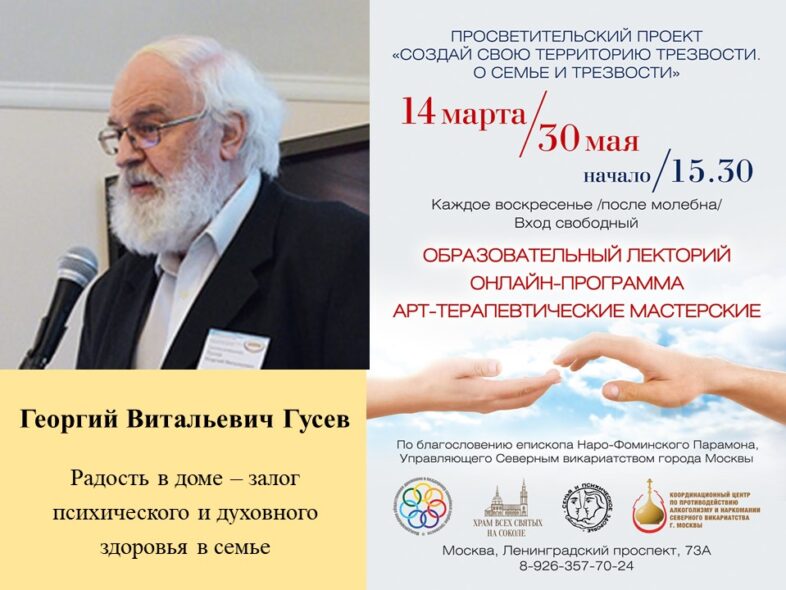 Георгий Витальевич Гусев
Радость в доме – залог
психического и духовного
здоровья в семье
ПРОСВЕТИТЕЛЬСКИЙ ПРОЕКТ
«СОЗДАЙ СВОЮ ТЕРРИТОРИЮ ТРЕЗВОСТИ.
О СЕМЬЕ И ТРЕЗВОСТИ»
14 марта/
30 мая
начало/15.30
Каждое воскресенье /после молебна/
Вход свободный
ОБРАЗОВАТЕЛЬНЫЙ ЛЕКТОРИЙ
ОНЛАЙН-ПРОГРАММА
АРТ-ТЕРАПЕВТИЧЕСКИЕ МАСТЕРСКИЕ
По благословению епископа Наро-Фоминского Парамона,
Управляющего Северным викариатством города Москвы
ХРАМ ВСЕХ СВЯТЫХ
НА СОКОЛЕ
КООРДИНАЦИОННЫЙ ЦЕНТР
ПО ПРОТИВОДЕЙСТВИЮ
АЛКОГОЛИЗМУ И НАРКОМАНИИ
СЕВЕРНОГО ВИКАРИАТСТВА
Г. МОСКВЫ
Москва, Ленинградский проспект, 73А
8-926-357-70-24